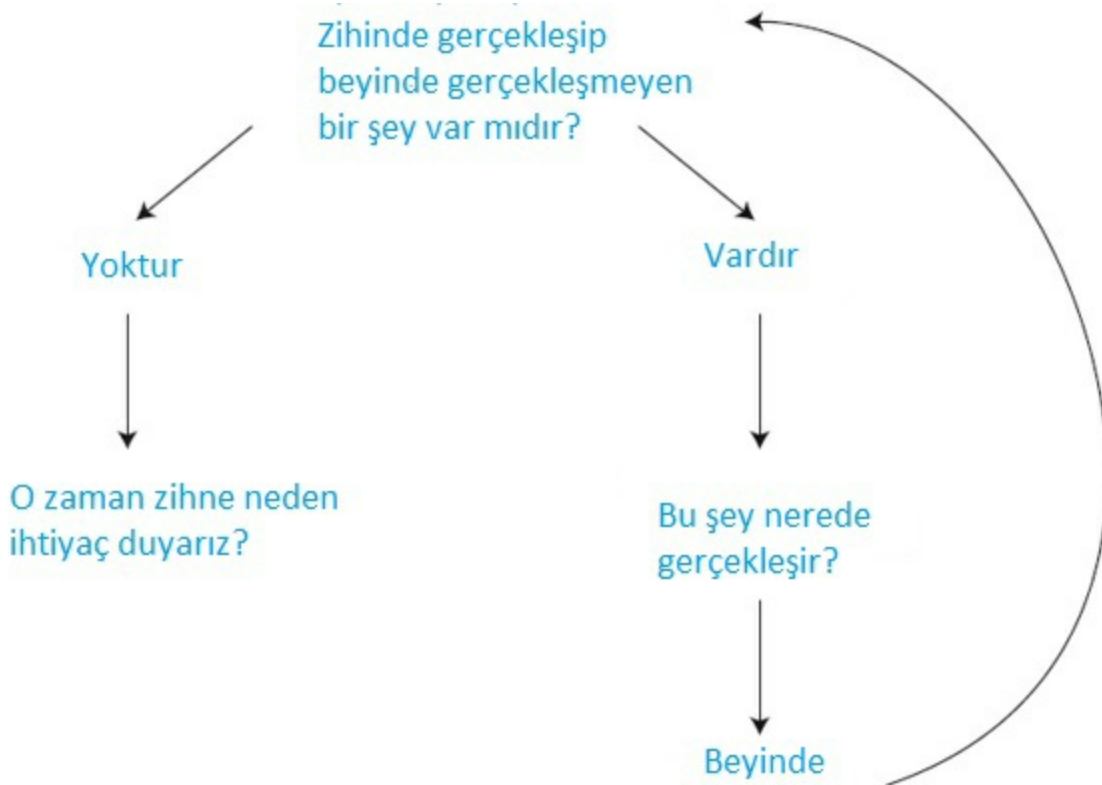 Zihinde gerçekleşip
beyinde gerçekleşmeyen
bir şey var mıdır?
Yoktur
Vardır
O zaman zihne neden
ihtiyaç duyarız?
Bu şey nerede
gerçekleşir?
Beyinde